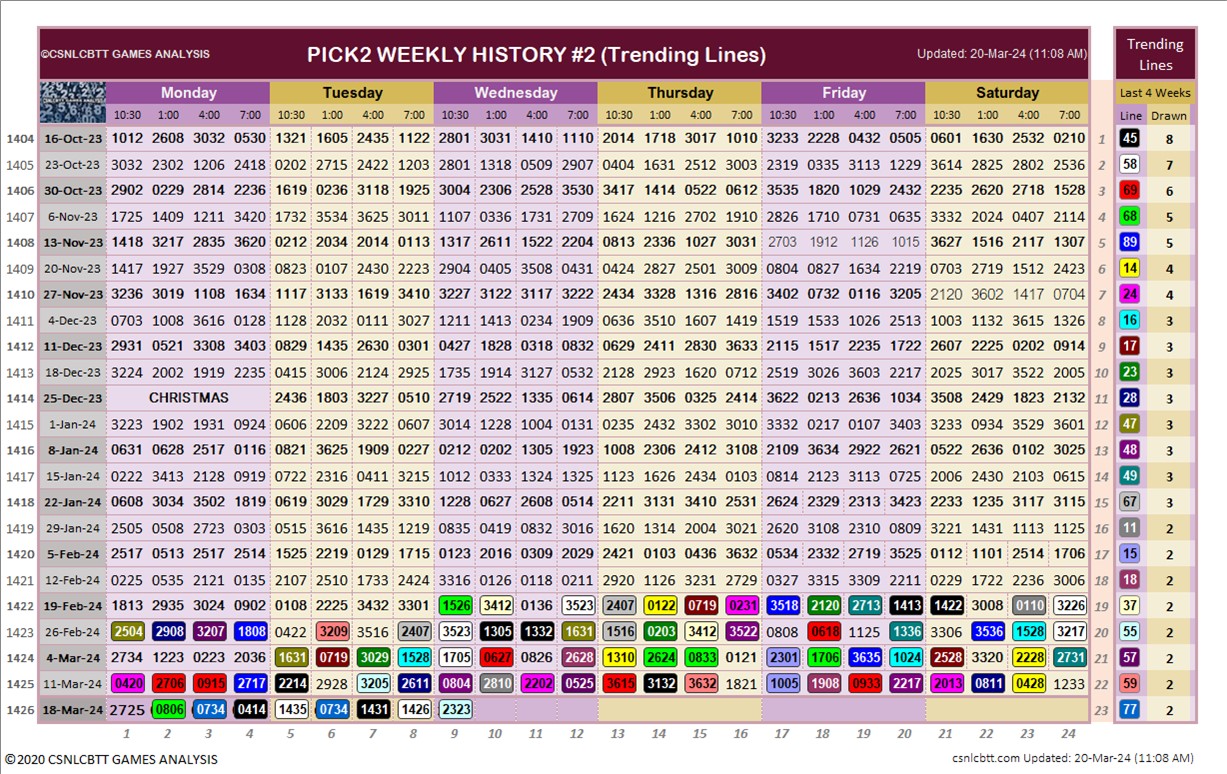 ©CSNLCBTT GAMES ANALYSIS PICK2 WEEKLY HISTORY #2 (Trending Lines) Updated: 20-Mar-24 (11:08 AM) Trending Lines
Monday Tuesday Wednesday Thursday Friday Saturday Last 4 Weeks
10:30 1:00 4:00 7:00 10:30 1:00 4:00 7:00 10:30 1:00 4:00 7:00 10:30 1:00 4:00 7:00 10:30 1:00 4:00 7:00 10:30 1:00 4:00 7:00 Line Drawn
1404 16-Oct-23 1012 2608 3032 0530 1321 1605 2435 1122 2801 3031 1410 1110 2014 1718 3017 1010 3233 2228 0432 0505 0601 1630 2532 0210 1 45 8
1405 23-Oct-23 3032 2302 1206 2418 0202 2715 2422 1203 2801 1318 0509 2907 0404 1631 2512 3003 2319 0335 3113 1229 3614 2825 2802 2536 2 58 7
1406 30-Oct-23 2902 0229 2814 2236 1619 0236 3118 1923 3004 2306 2528 3530 3417 1414 0522 0612 3535 1820 1029 2432 2235 2620 2718 1528 3 69 6
1407 6-Nov-23 1725 1409 1211 3420 1732 3534 3625 3011 1107 0336 1731 2709 1624 1216 2702 1910 2826 1710 0731 0635 3332 2024 0407 2114 4 68 5
1408 13-Nov-23 1418 3217 2835 3620 0212 2034 2014 0113 1317 2611 1522 2204 0813 2336 1027 3031 2703 1912 1126 1015 3627 1516 2117 1307 5 89 5
1409 20-Nov-23 1417 1927 3529 0308 0823 0107 2430 2223 2904 0405 3508 0431 0424 2827 2501 3009 0804 0827 1634 2219 0703 2719 1512 2423 6 14 4
1410 27-Nov-23 3236 3019 1108 1634 1117 3133 1619 3410 3227 3122 3117 3222 2434 3328 1316 2816 3402 0732 0116 3205 2120 3602 1417 0704 7 24 4
1411 4-Dec-23 0703 1008 3616 0128 1128 2032 0111 3027 1211 1413 0234 1909 0636 3510 1607 1419 1519 1533 1026 2513 1003 1132 3615 1326 8 16 3
1412 11-Dec-23 2931 0521 3308 3403 0829 1435 2630 0301 0427 1828 0318 0832 0629 2411 2830 3633 2115 1517 2235 1722 2607 2225 0202 0914 9 17 3
1413 18-Dec-23 3224 2002 1919 2235 0415 3006 2124 2925 1735 1914 3127 0532 2128 2923 1620 0712 2519 3026 3603 2217 2025 3017 3522 2005 10 23 3
1414 25-Dec-23 CHRISTMAS 2436 1803 3227 0510 2719 2522 1335 0614 2807 3506 0325 2414 3622 0213 2636 1034 3508 2429 1823 2132 11 28 3
1415 1-Jan-24 3223 1902 1931 0924 0606 2209 3222 0607 3014 1228 1004 0131 0235 2432 3302 3010 3332 0217 0107 3403 3233 0934 3529 3601 12 47 3
1416 8-Jan-24 0631 0628 2517 0116 0821 3625 1909 0227 0212 0202 1305 1923 1008 2306 2412 3108 2109 3634 2922 2621 0522 2636 0102 3025 13 48 3
1417 15-Jan-24 0222 3413 2128 0919 0722 2316 0411 3213 1012 0333 1324 1325 1123 1626 2434 0103 0814 2123 3113 0725 2006 2430 2103 0615 14 49 3
1418 22-Jan-24 0608 3034 3502 1819 0619 3029 1729 3310 1228 0627 2608 0514 2211 3131 3410 2531 2624 2329 2313 3423 2233 1235 3117 3115 15 67 3
1419 29-Jan-24 2505 0508 2723 0303 0515 3616 1435 1219 0835 0419 0832 3016 1620 1314 2004 3021 2620 3108 2310 0809 3221 1431 1113 1125 16 11 2
1420 5-Feb-24 2517 0513 2517 2514 1525 2219 0129 1715 0123 2016 0309 2029 2421 0103 0436 3632 0534 2332 2719 3525 0112 1101 2514 1706 17 15 2
1421 12-Feb-24 0225 0535 2121 0135 2107 2510 1733 2424 3316 0126 0118 0211 2920 1126 3231 2729 0327 3315 3309 2211 0229 1722 2236 3006 18 18 2
1422 19-Feb-24 1813 2935 3024 0902 0108 2225 3432 3301 1526 3412 0136 3523 2407 0122 0719 0231 3518 2120 2713 1413 1422 3008 0110 3226 19 37 2
1423 26-Feb-24 2504 2908 3207 1808 0422 3209 3516 2407 3523 1305 1332 1631 1516 0203 3412 3522 0808 0618 1125 1336 3306 3536 1528 3217 20 55 2
1424 4-Mar-24 2734 1223 0223 2036 1631 0719 3029 1528 1705 0627 0826 2628 1310 2624 0833 0121 2301 1706 3635 1024 2528 3320 2228 2731 21 57 2
1425 11-Mar-24 0420 2706 0915 2717 2214 2928 3205 2611 0804 2810 2202 0525 3615 3132 3632 1821 1005 1908 0933 2217 2013 0811 0428 1233 22 59 2
1426 18-Mar-24 2725 0806 0734 0414 1435 0734 1431 1426 2323 23 77 2
1 2 3 4 5 6 7 8 9 10 11 12 13 14 15 16 17 18 19 20 21 22 23 24
©2020 CSNLCBTT GAMES ANALYSIS csnlcbtt.com Updated: 20-Mar-24 (11:08 AM)